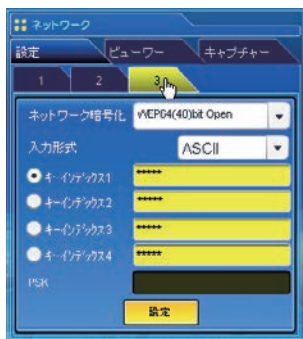 ネットワーク
設定 ビューワー キャプチャー
1 2 3
ネットワーク暗号化 WEP64(40)bit Open
入力形式 ASCII
キーインデックス1 *****
キーインデックス2 *****
キーインデックス3 *****
キーインデックス4 *****
PSK
設定